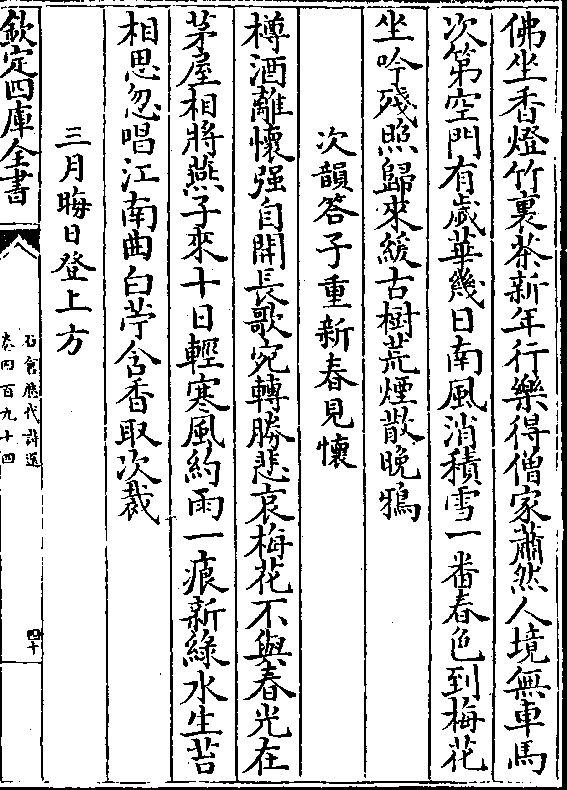 佛坐香燈竹裏茶新年行樂得僧家蕭然人境無車馬
次第空門有歲華幾日南風消積雪一番春色到梅花
坐吟殘照歸來緩古樹荒煙散晚鴉
次韻答子重新春見懷
樽酒離懷强自開長歌宛轉勝悲哀梅花不與春光在
茅屋相將燕子來十日輕寒風約雨一痕新綠水生苔
相思忽唱江南曲白苧含香取次裁
三月晦日登上方
欽定四庫全書
石倉歷代詩選
卷四百九十四
四十